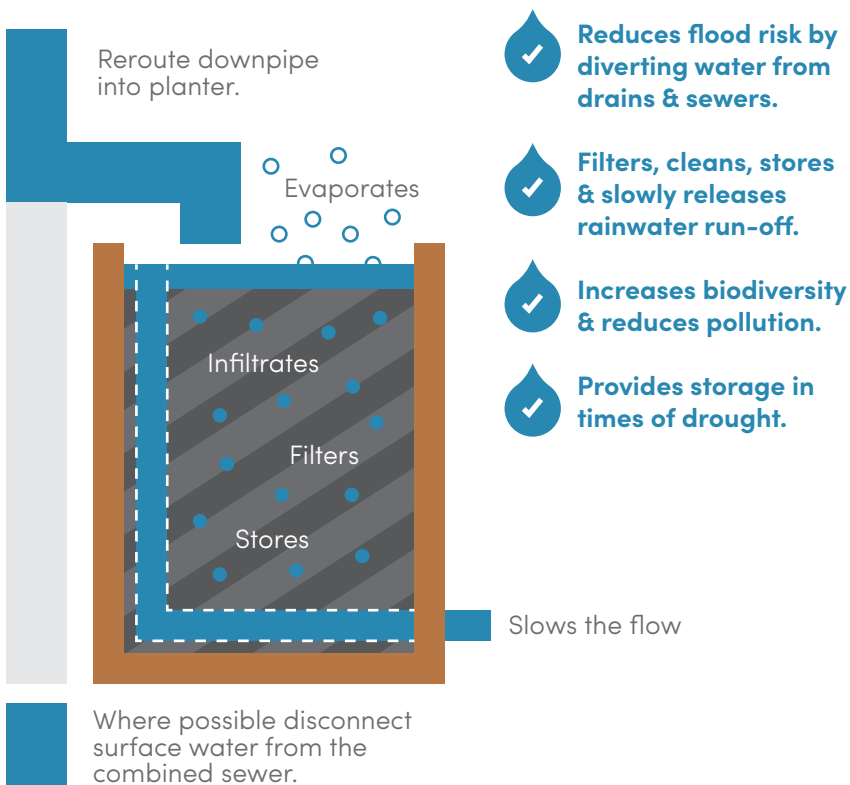 Reroute downpipe
into planter.
Evaporates
Infiltrates
Filters
Stores
Slows the flow
Where possible disconnect
surface water from the
combined sewer.
Reduces flood risk by
diverting water from
drains & sewers.
Filters, cleans, stores
& slowly releases
rainwater run-off.
Increases biodiversity
& reduces pollution.
Provides storage in
times of drought.